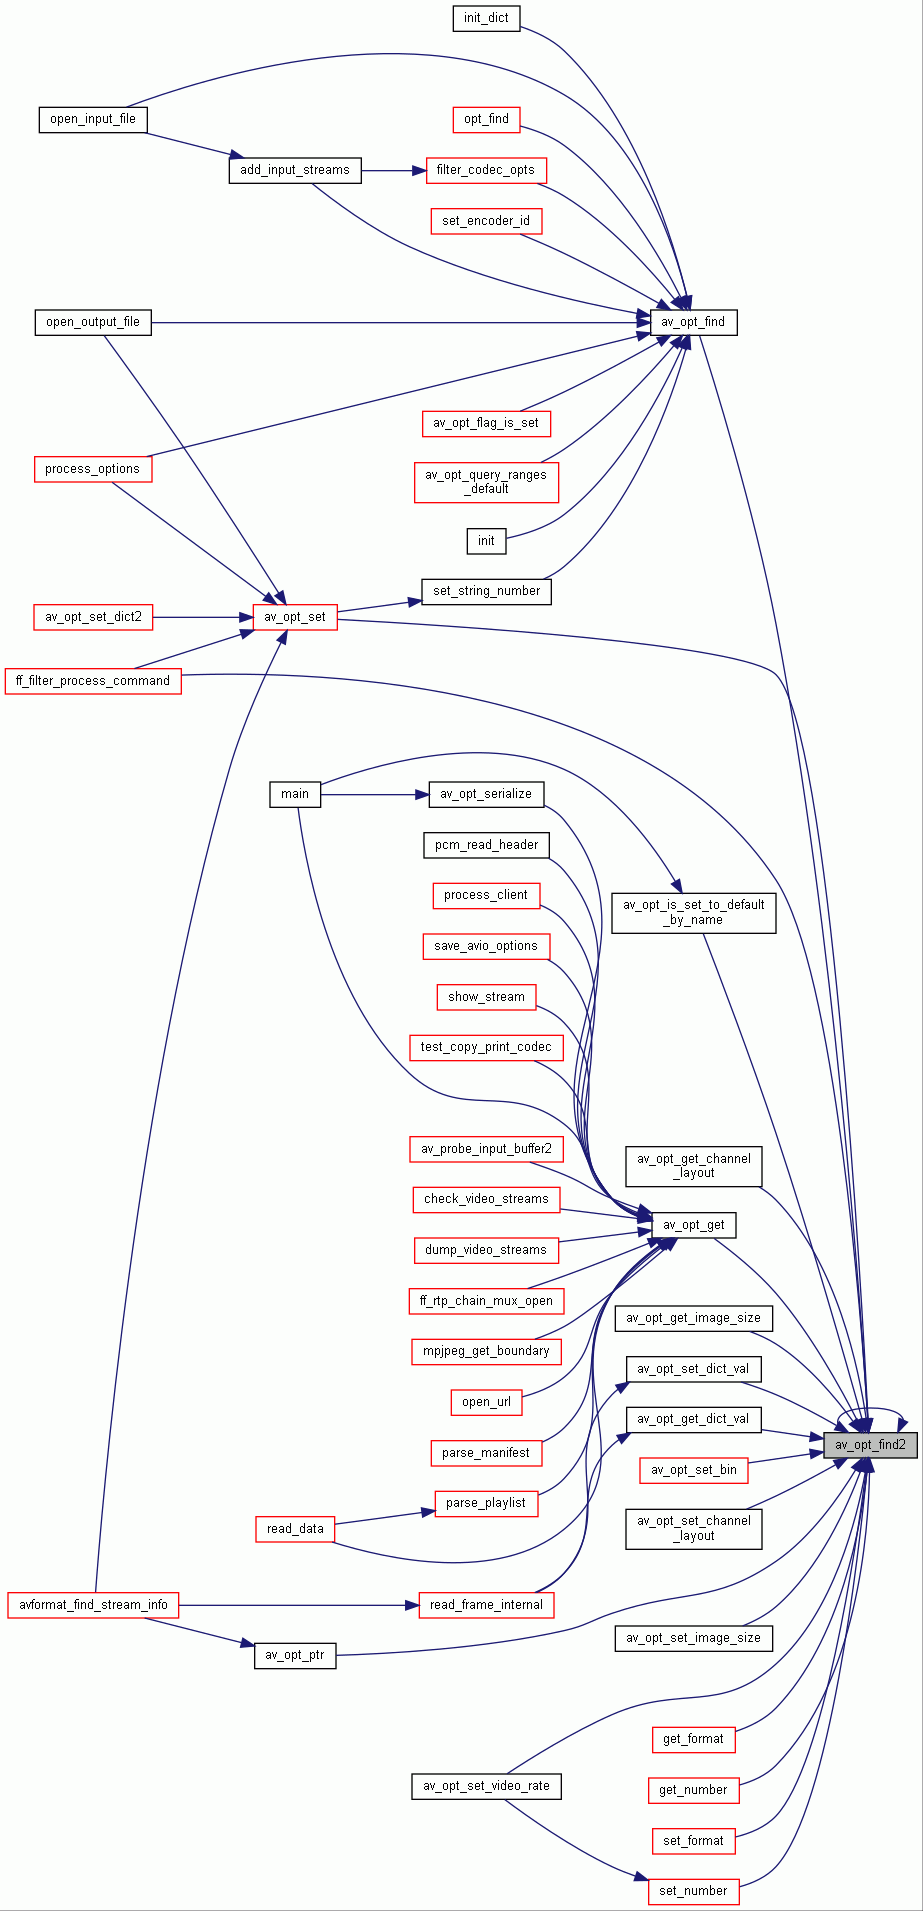 init_dict
open_input_file
opt_find
add_input_streams
filter_codec_opts
set_encoder_id
open_output_file
av_opt_find
av_opt_flag_is_set
process_options
av_opt_query_ranges
_default
init
set_string_number
av_opt_set_dict2
av_opt_set
ff_filter_process_command
main
av_opt_serialize
pcm_read_header
process_client
av_opt_is_set_to_default
_by_name
save_avio_options
show_stream
test_copy_print_codec
av_probe_input_buffer2
av_opt_get_channel
_layout
check_video_streams
av_opt_get
dump_video_streams
ff_rtp_chain_mux_open
av_opt_get_image_size
mpjpeg_get_boundary
av_opt_set_dict_val
open_url
av_opt_get_dict_val
av_opt_find2
parse_manifest
av_opt_set_bin
parse_playlist
read_data
av_opt_set_channel
_layout
avformat_find_stream_info
read_frame_internal
av_opt_set_image_size
av_opt_ptr
get_format
av_opt_set_video_rate
get_number
set_format
set_number